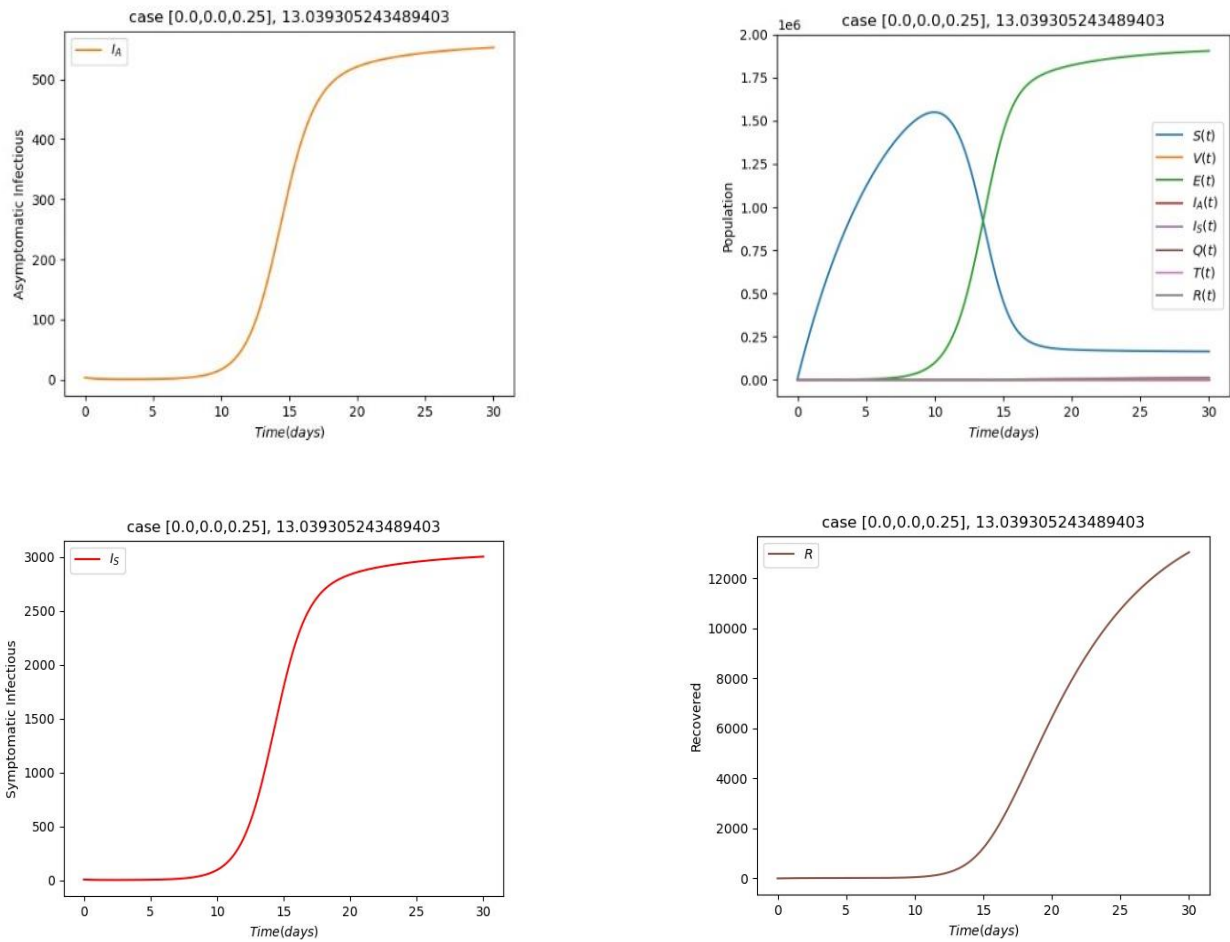 case [0.0,0.0,0.25], 13.039305243489403
I_A
500
400
300
200
100
0
Asymptomatic Infectious
0 5 10 15 20 25 30
Time(days)
case [0.0,0.0,0.25], 13.039305243489403
1e6
2.00
1.75
1.50
1.25
1.00
0.75
0.50
0.25
0.00
Population
S(t)
V(t)
E(t)
I_A(t)
I_S(t)
Q(t)
T(t)
R(t)
0 5 10 15 20 25 30
Time(days)
case [0.0,0.0,0.25], 13.039305243489403
I_S
3000
2500
2000
1500
1000
500
0
Symptomatic Infectious
0 5 10 15 20 25 30
Time(days)
case [0.0,0.0,0.25], 13.039305243489403
R
12000
10000
8000
6000
4000
2000
0
Recovered
0 5 10 15 20 25 30
Time(days)